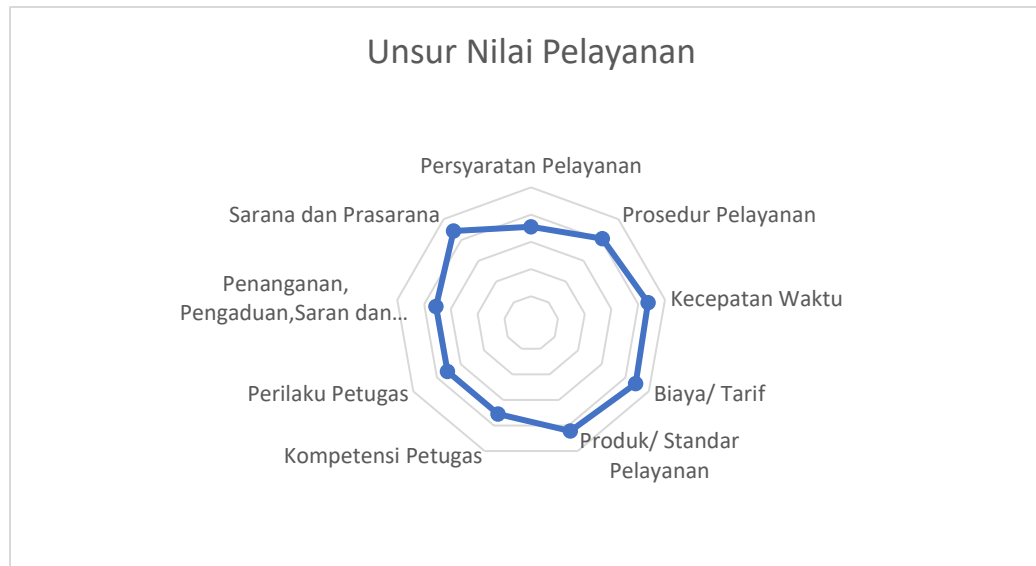 Unsur Nilai Pelayanan
Persyaratan Pelayanan
Prosedur Pelayanan
Kecepatan Waktu
Biaya/ Tarif
Produk/ Standar
Pelayanan
Kompetensi Petugas
Perilaku Petugas
Penanganan,
Pengaduan,Saran dan...
Sarana dan Prasarana